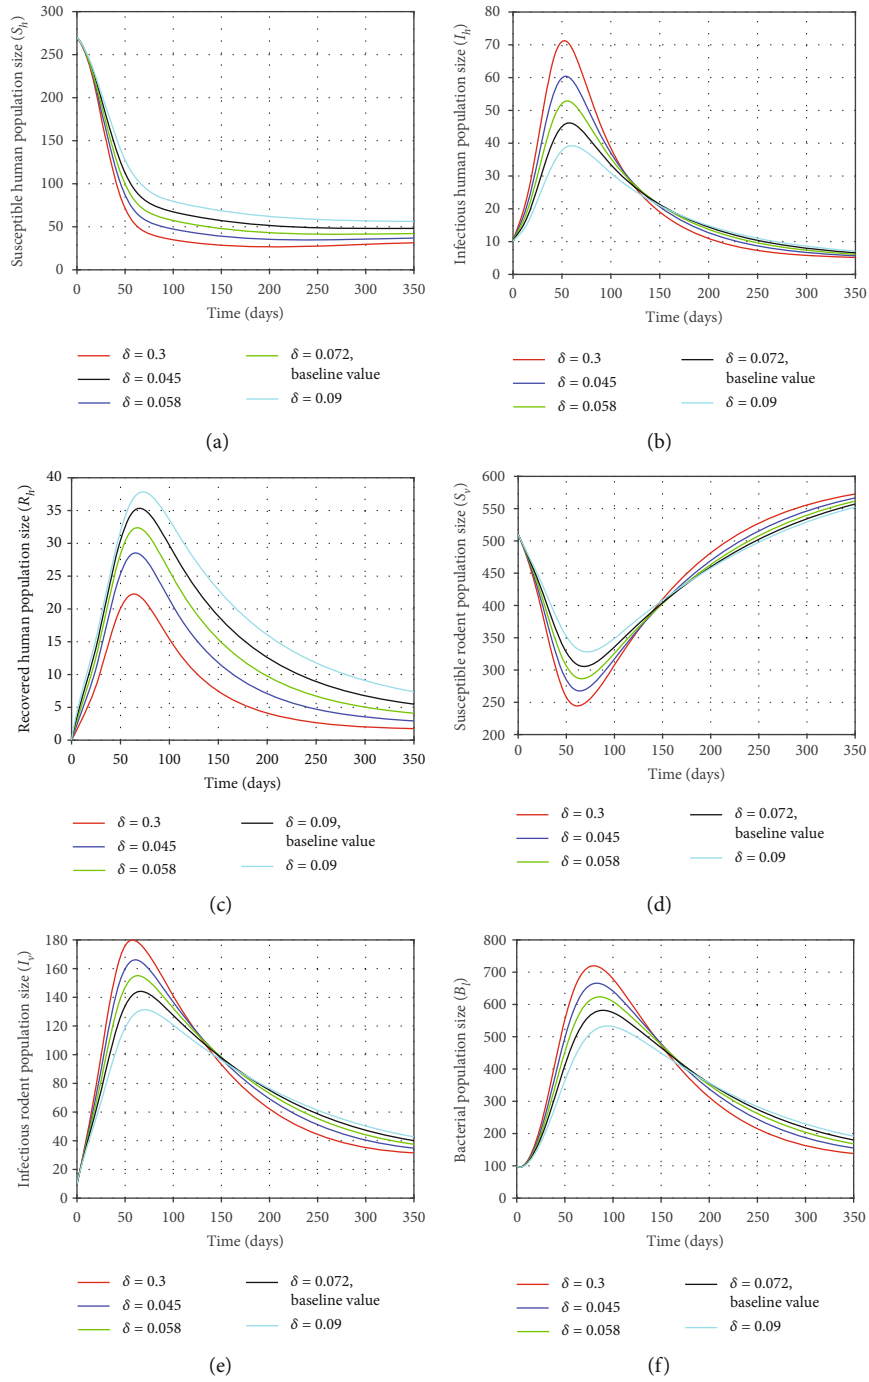 Susceptible human population size (S_h)
300
250
200
150
100
50
0
0 50 100 150 200 250 300 350
Time (days)
δ = 0.3
δ = 0.045
δ = 0.058
δ = 0.072,
baseline value
δ = 0.09
(a)
Infectious human population size (I_h)
80
70
60
50
40
30
20
10
0
0 50 100 150 200 250 300 350
Time (days)
δ = 0.3
δ = 0.045
δ = 0.058
δ = 0.072,
baseline value
δ = 0.09
(b)
Recovered human population size (R_h)
40
35
30
25
20
15
10
5
0
0 50 100 150 200 250 300 350
Time (days)
δ = 0.3
δ = 0.045
δ = 0.058
δ = 0.09,
baseline value
δ = 0.09
(c)
Susceptible rodent population size (S_v)
600
550
500
450
400
350
300
250
200
0 50 100 150 200 250 300 350
Time (days)
δ = 0.3
δ = 0.045
δ = 0.058
δ = 0.072,
baseline value
δ = 0.09
(d)
Infectious rodent population size (I_v)
180
160
140
120
100
80
60
40
20
0
0 50 100 150 200 250 300 350
Time (days)
δ = 0.3
δ = 0.045
δ = 0.058
δ = 0.072,
baseline value
δ = 0.09
(e)
Bacterial population size (B_l)
800
700
600
500
400
300
200
100
0
0 50 100 150 200 250 300 350
Time (days)
δ = 0.3
δ = 0.045
δ = 0.058
δ = 0.072,
baseline value
δ = 0.09
(f)